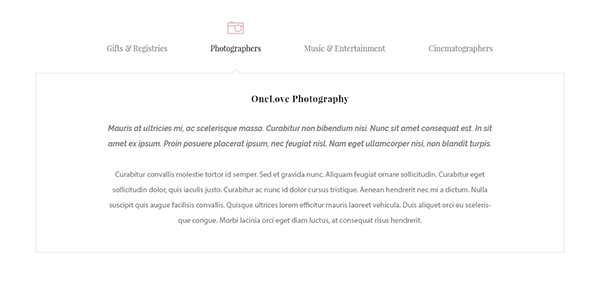 Gifts & Registries Photographers Music & Entertainment Cinematographers
OneLove Photography
Mauris at ultricies mi, ac scelerisque massa. Curabitur non bibendum nisi. Nunc sit amet consequat est. In sit
amet ex ipsum. Proin posuere placerat ipsum, nec feugiat nisl. Nam eget ullamcorper nisi, non blandit turpis.
Curabitur convallis molestie tortor id semper. Sed et gravida nunc. Aliquam feugiat ornare sollicitudin. Curabitur eget
sollicitudin dolor, quis iaculis justo. Curabitur ac nunc id dolor cursus tristique. Aenean hendrerit nec mi a dictum. Nulla
suscipit quis augue facilisis convallis. Quisque ultrices lorem efficitur mauris laoreet vehicula. Duis aliquet orci eu sceleris-
que congue. Morbi lacinia orci eget diam luctus, at consequat risus hendrerit.